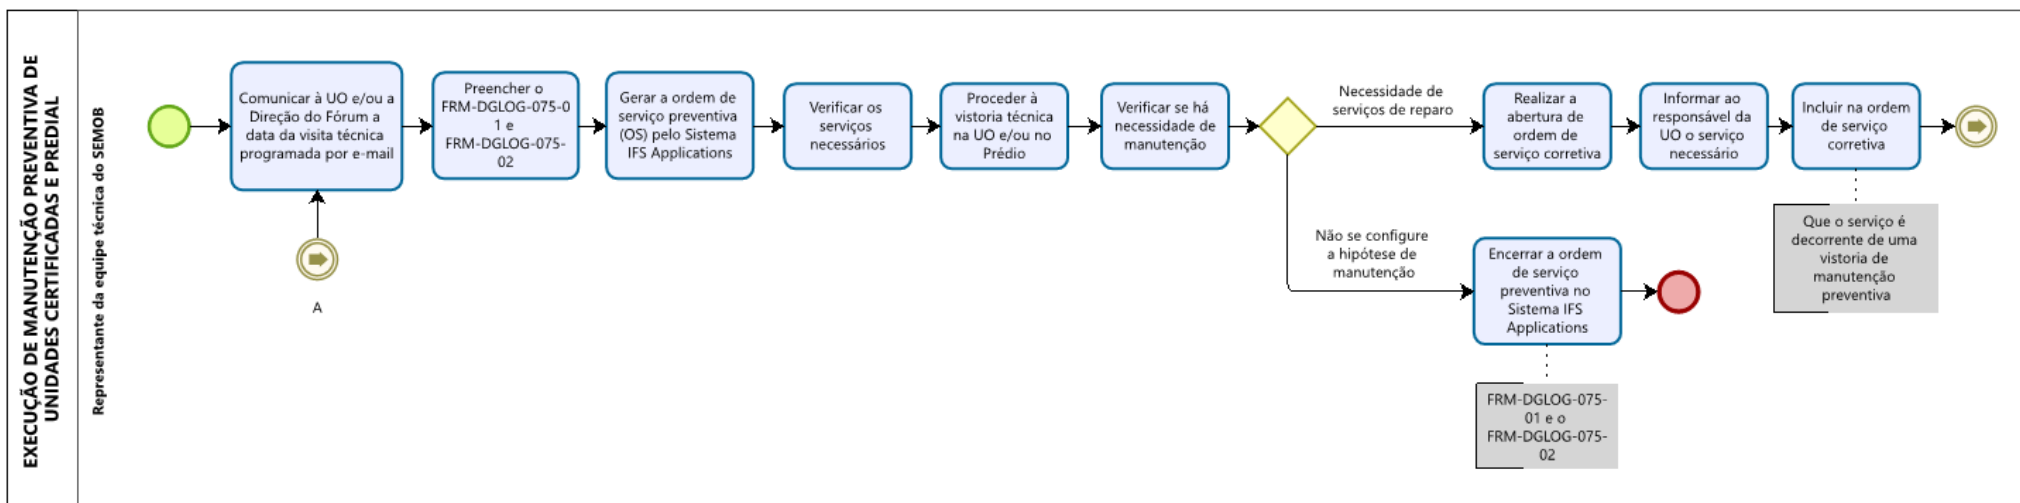 EXECUÇÃO DE MANUTENÇÃO PREVENTIVA DE
UNIDADES CERTIFICADAS E PREDIAL
Representante da equipe técnica do SEMOB
Comunicar à UO e/ou a
Direção do Fórum a
data da visita técnica
programada por e-mail
A
Preencher o
FRM-DGLOG-075-0
1 e
FRM-DGLOG-075-
02
Gerar a ordem de
serviço preventiva
(OS) pelo Sistema
IFS Applications
Verificar os
serviços
necessários
Proceder à
vistoria técnica
na UO e/ou no
Prédio
Verificar se há
necessidade de
manutenção
Necessidade de
serviços de reparo
Realizar a
abertura de
ordem de
serviço corretiva
Informar ao
responsável da
UO o serviço
necessário
Incluir na ordem
de serviço
corretiva
Que o serviço é
decorrente de uma
vistoria de
manutenção
preventiva
Não se configure
a hipótese de
manutenção
Encerrar a ordem
de serviço
preventiva no
Sistema IFS
Applications
FRM-DGLOG-075-
01 e o
FRM-DGLOG-075-
02